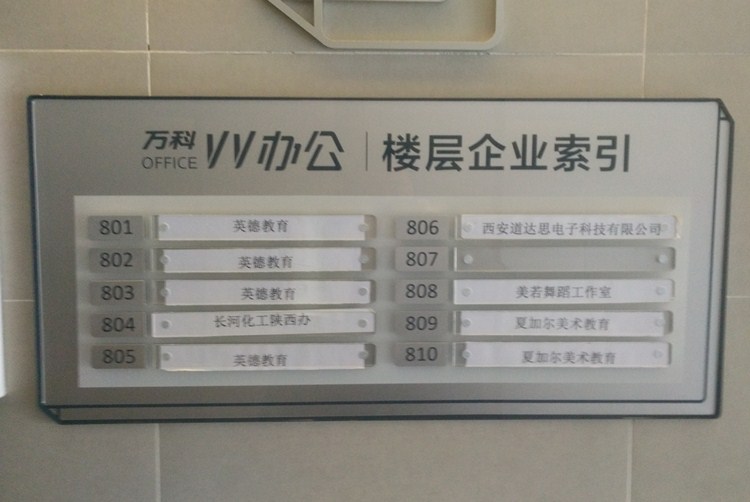 万科 OFFICE VV办公 | 楼层企业索引
801 英德教育
802 英德教育
803 英德教育
804 长河化工陕西办
805 英德教育
806 西安道达思电子科技有限公司
807
808 美若舞蹈工作室
809 夏加尔美术教育
810 夏加尔美术教育